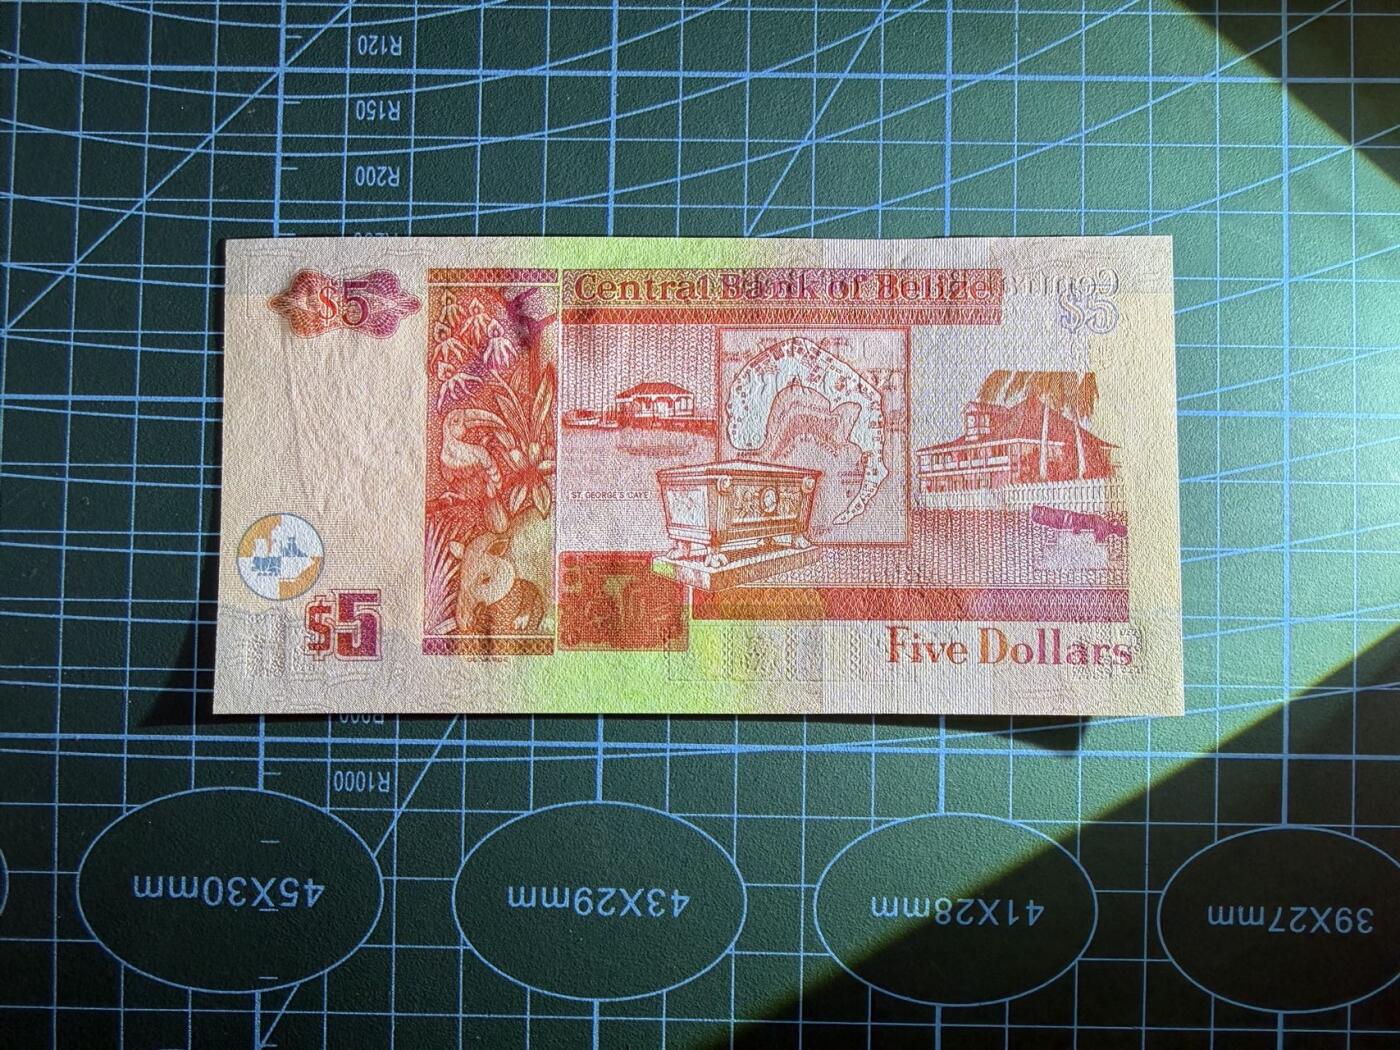 R120
R150
R200
$5
Central Bank of Belize
$5
ST. GEORGE'S CAYE
$5
Five Dollars
R1000
45X30mm
43X29mm
41X28mm
39X27mm